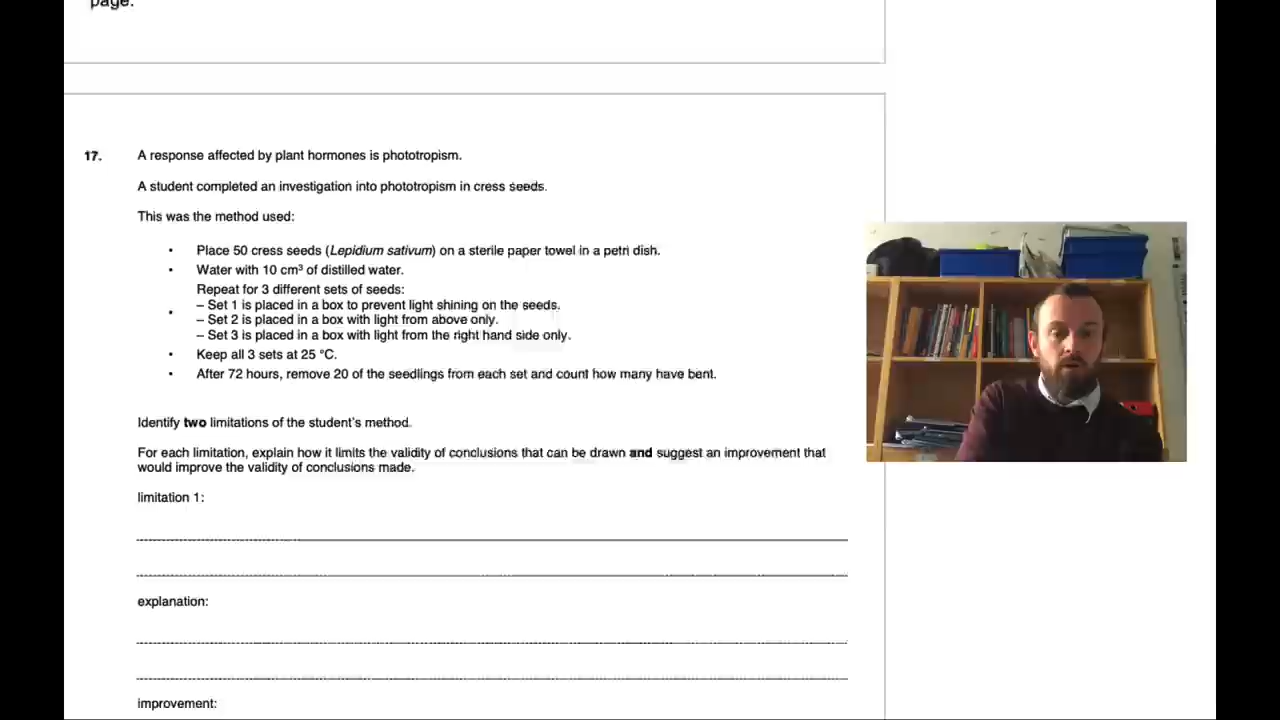 page.
17. A response affected by plant hormones is phototropism.
A student completed an investigation into phototropism in cress seeds.
This was the method used:
• Place 50 cress seeds (Lepidium sativum) on a sterile paper towel in a petri dish.
• Water with 10 cm³ of distilled water.
Repeat for 3 different sets of seeds:
– Set 1 is placed in a box to prevent light shining on the seeds.
• – Set 2 is placed in a box with light from above only.
– Set 3 is placed in a box with light from the right hand side only.
• Keep all 3 sets at 25 °C.
• After 72 hours, remove 20 of the seedlings from each set and count how many have bent.
Identify two limitations of the student's method.
For each limitation, explain how it limits the validity of conclusions that can be drawn and suggest an improvement that
would improve the validity of conclusions made.
limitation 1:
explanation:
improvement: